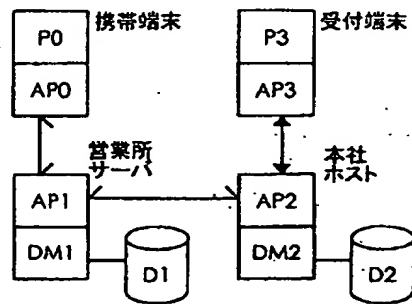 携帯端末
P0
AP0
受付端末
P3
AP3
営業所
サーバ
AP1
DM1
D1
本社
ホスト
AP2
DM2
D2